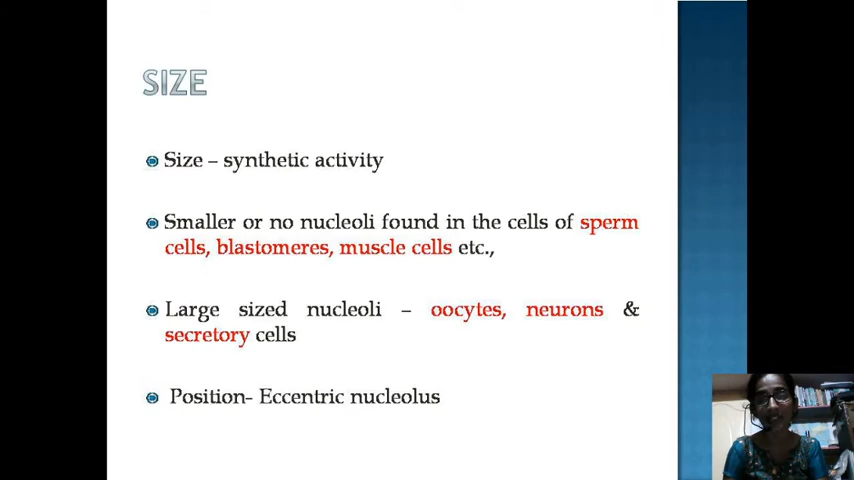 SIZE
Size – synthetic activity
Smaller or no nucleoli found in the cells of sperm
cells, blastomeres, muscle cells etc.,
Large sized nucleoli – oocytes, neurons &
secretory cells
Position- Eccentric nucleolus